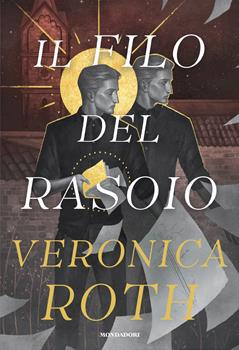 IL FILO
DEL
RASOIO
VERONICA
ROTH
MONDADORI